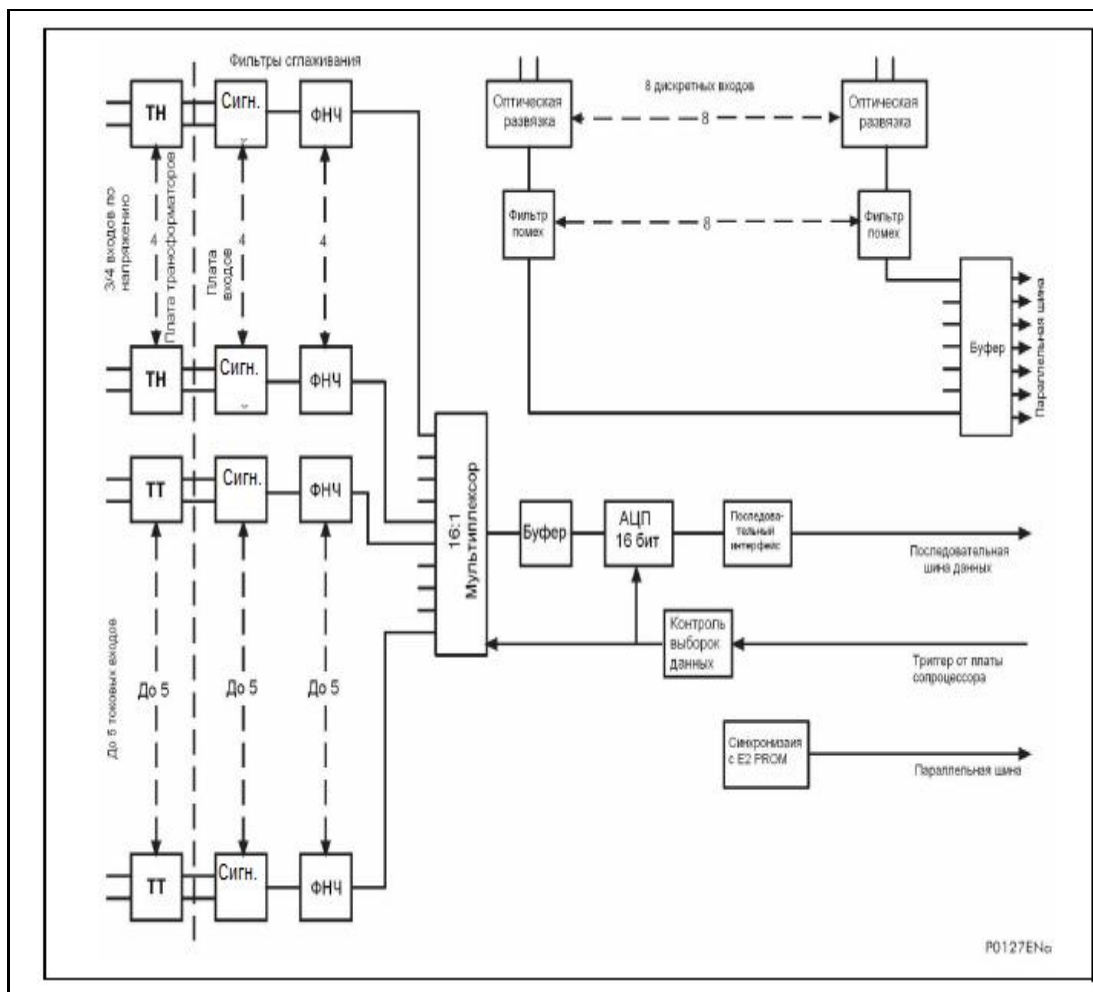 Фильтры сглаживания
ТН
Сигн.
ФНЧ
Оптическая
развязка
8 дискретных входов
8
Оптическая
развязка
3/4 входов по
напряжению
4
Плата трансформаторов
Плата
входов
4
4
Фильтр
помех
8
Фильтр
помех
Буфер
Параллельная шина
ТН
Сигн.
ФНЧ
ТТ
Сигн.
ФНЧ
16:1
Мультиплексор
Буфер
АЦП
16 бит
Последова-
тельный
интерфейс
Последовательная
шина данных
Контроль
выборок
данных
Триггер от платы
сопроцессора
До 5 токовых входов
До 5
До 5
До 5
Синхронизаия
с E2 PROM
Параллельная шина
ТТ
Сигн.
ФНЧ
P0127ENa